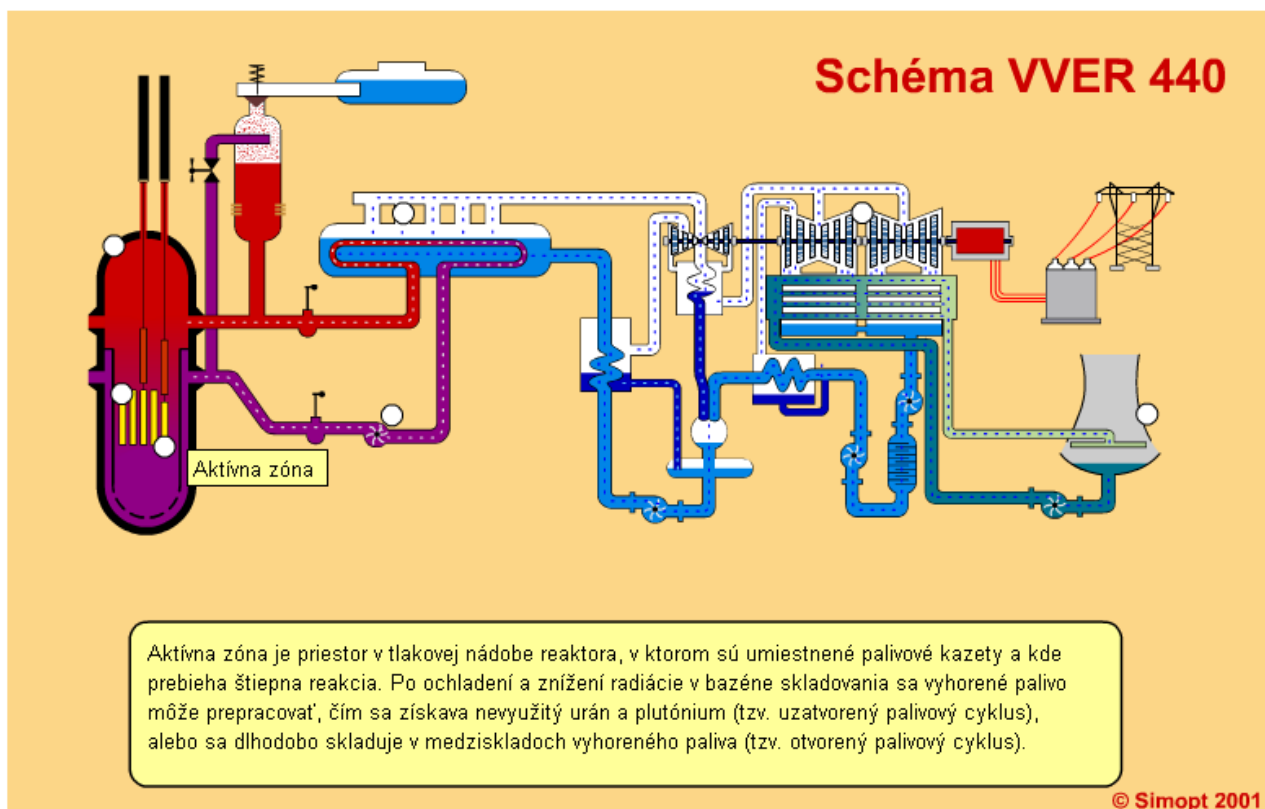 Schéma VVER 440
Aktívna zóna
Aktívna zóna je priestor v tlakovej nádobe reaktora, v ktorom sú umiestnené palivové kazety a kde
prebieha štiepna reakcia. Po ochladení a znížení radiácie v bazéne skladovania sa vyhorené palivo
môže prepracovať, čím sa získava nevyužitý urán a plutónium (tzv. uzatvorený palivový cyklus),
alebo sa dlhodobo skladuje v medziskladoch vyhoreného paliva (tzv. otvorený palivový cyklus).
© Simopt 2001